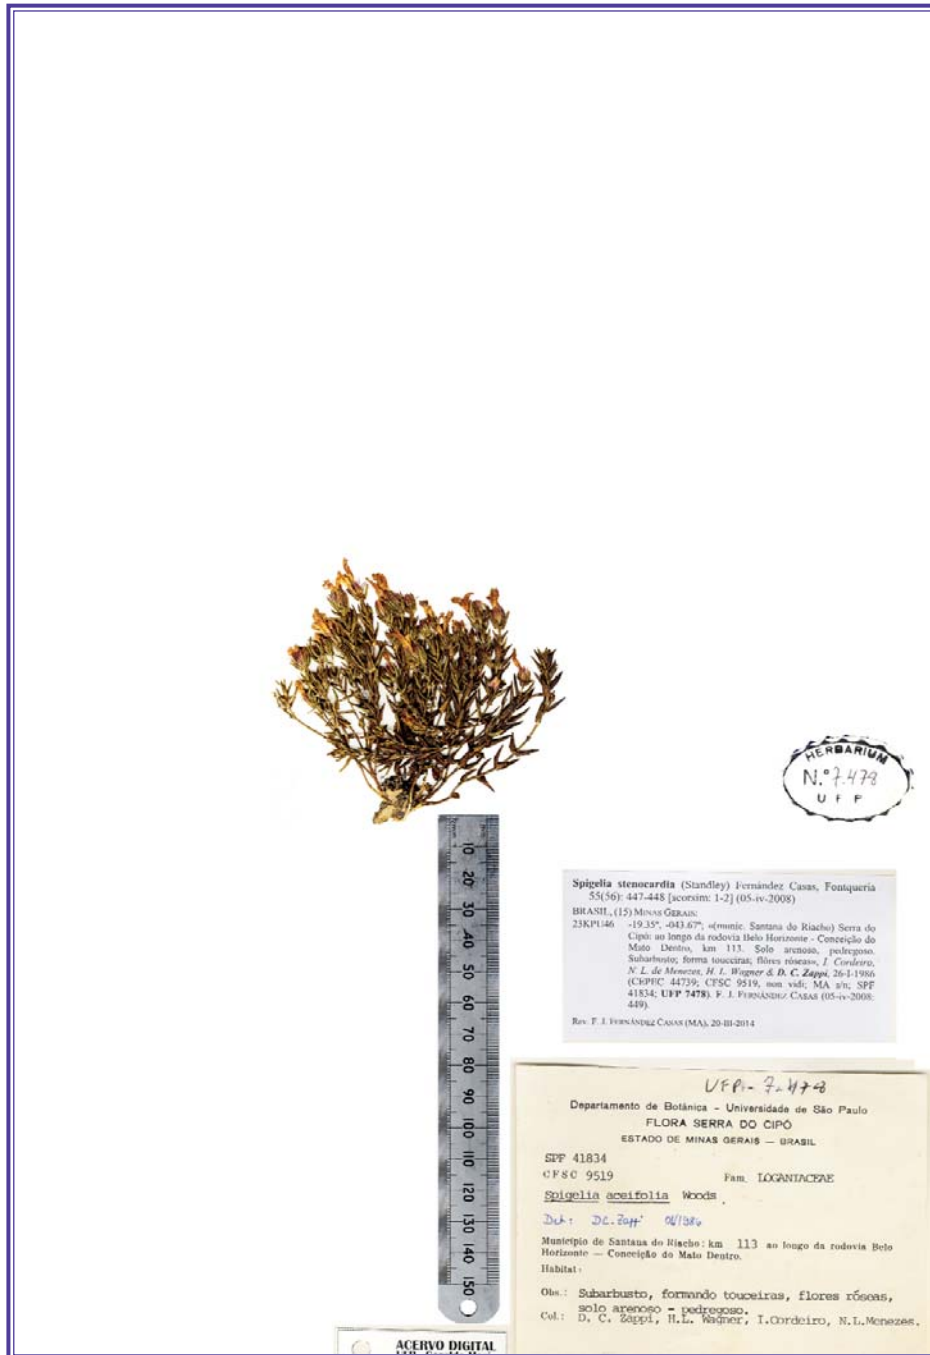 HERBARIUM
N.° 7.478
U F P
10
20
30
40
50
60
70
80
90
100
110
120
130
140
150
Spigelia stenocardia (Standley) Fernández Casas, Fontqueria
55(56): 447-448 [seorsim: 1-2] (05-iv-2008)
BRASIL, (15) MINAS GERAIS:
23KPU46 -19.35°, -043.67°; «(munic. Santana do Riacho) Serra do
Cipó: ao longo da rodovia Belo Horizonte - Conceição do
Mato Dentro, km 113. Solo arenoso, pedregoso.
Subarbusto; forma touceiras; flôres róseas», I. Cordeiro,
N. L. de Menezes, H. L. Wagner & D. C. Zappi, 26-I-1986
(CEPEC 44739; CFSC 9519, non vidi; MA s/n; SPF
41834; UFP 7478). F. J. FERNÁNDEZ CASAS (05-iv-2008:
449).
Rev. F. J. FERNÁNDEZ CASAS (MA), 20-III-2014
UFP.- 7.478
Departamento de Botânica - Universidade de São Paulo
FLORA SERRA DO CIPÓ
ESTADO DE MINAS GERAIS — BRASIL
SPF 41834
CFSC 9519 Fam. LOGANIACEAE
Spigelia aceifolia Woods.
Det: D.C. Zappi 01/1986
Município de Santana do Riacho: km 113 ao longo da rodovia Belo
Horizonte — Conceição do Mato Dentro.
Habitat:
Obs.: Subarbusto, formando touceiras, flores róseas,
solo arenoso - pedregoso.
Col.: D. C. Zappi, H.L. Wagner, I.Cordeiro, N.L.Menezes.
ACERVO DIGITAL